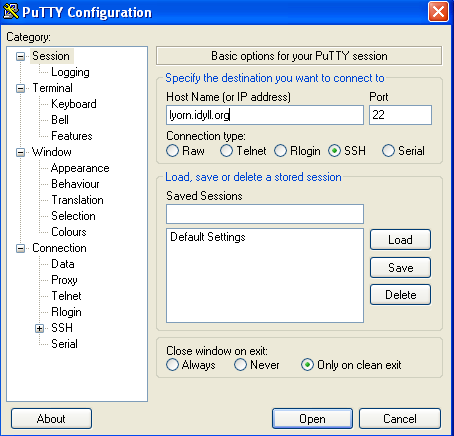 PuTTY Configuration
Category:
Session
Logging
Terminal
Keyboard
Bell
Features
Window
Appearance
Behaviour
Translation
Selection
Colours
Connection
Data
Proxy
Telnet
Rlogin
SSH
Serial
Basic options for your PuTTY session
Specify the destination you want to connect to
Host Name (or IP address) Port
lyorn.idyll.org 22
Connection type:
Raw Telnet Rlogin SSH Serial
Load, save or delete a stored session
Saved Sessions
Default Settings
Load
Save
Delete
Close window on exit:
Always Never Only on clean exit
About Open Cancel